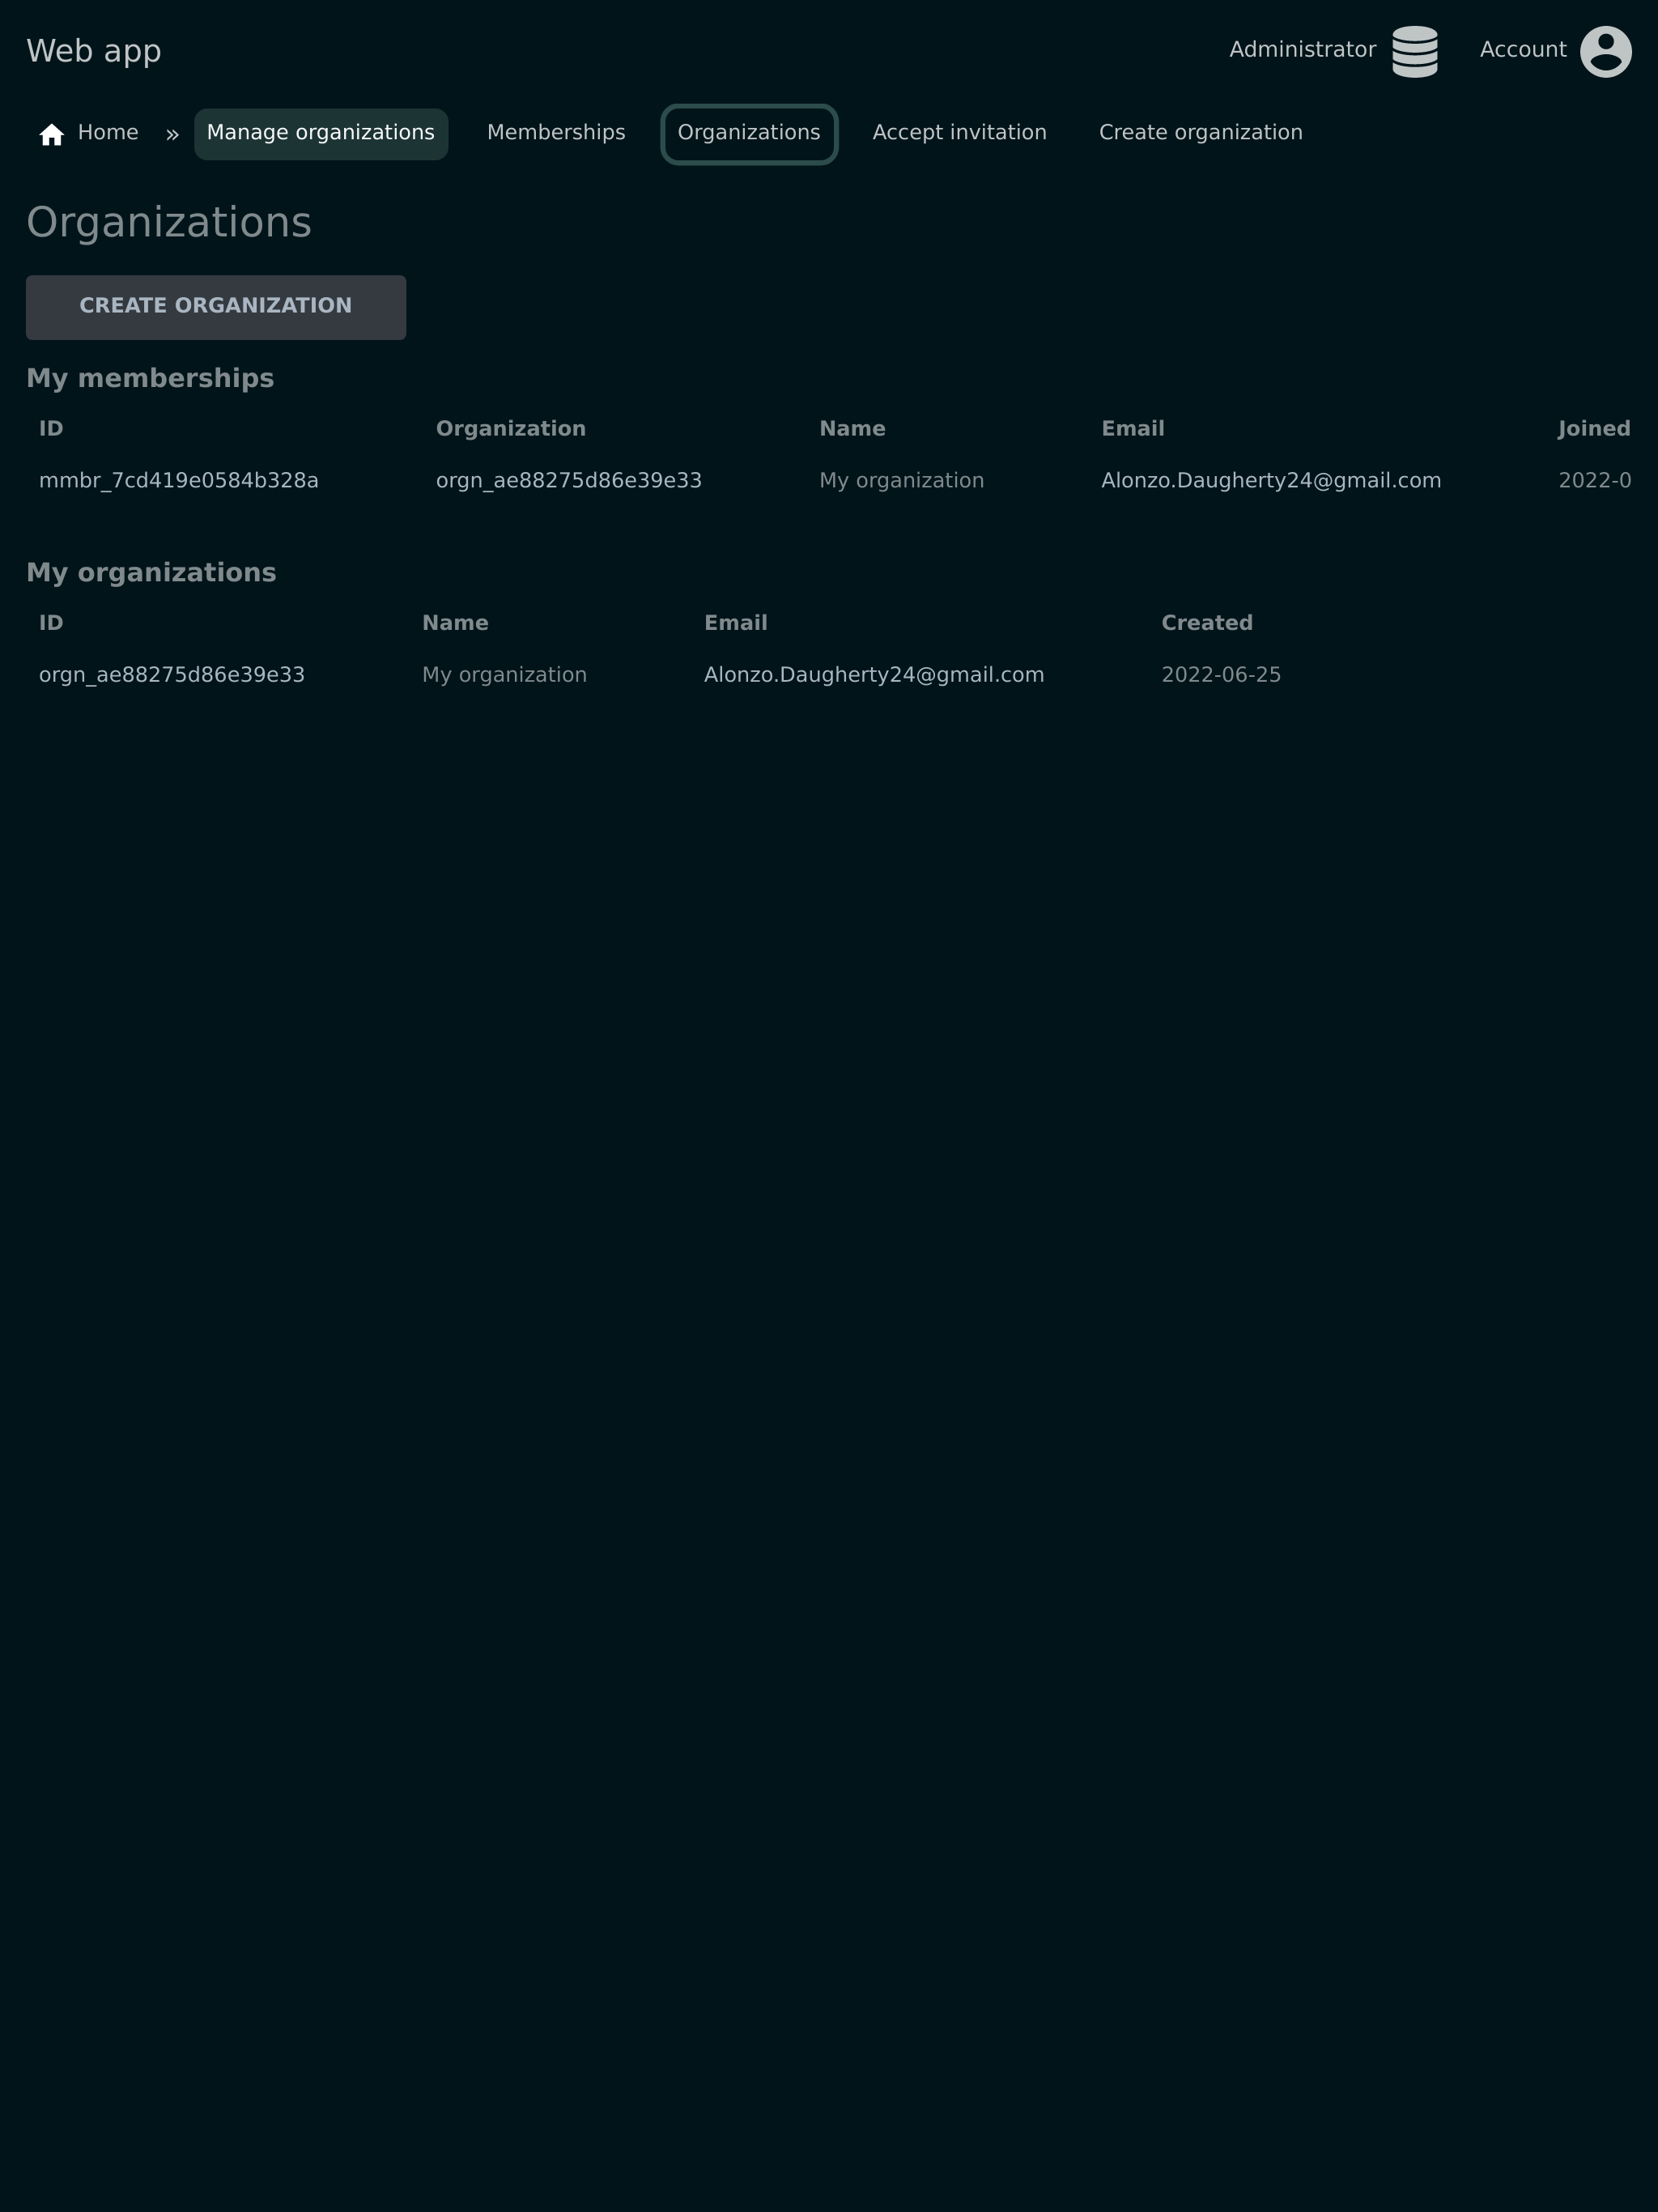 Web app
Administrator Account
Home » Manage organizations Memberships Organizations Accept invitation Create organization
Organizations
CREATE ORGANIZATION
My memberships
ID Organization Name Email Joined
mmbr_7cd419e0584b328a orgn_ae88275d86e39e33 My organization Alonzo.Daugherty24@gmail.com 2022-0
My organizations
ID Name Email Created
orgn_ae88275d86e39e33 My organization Alonzo.Daugherty24@gmail.com 2022-06-25